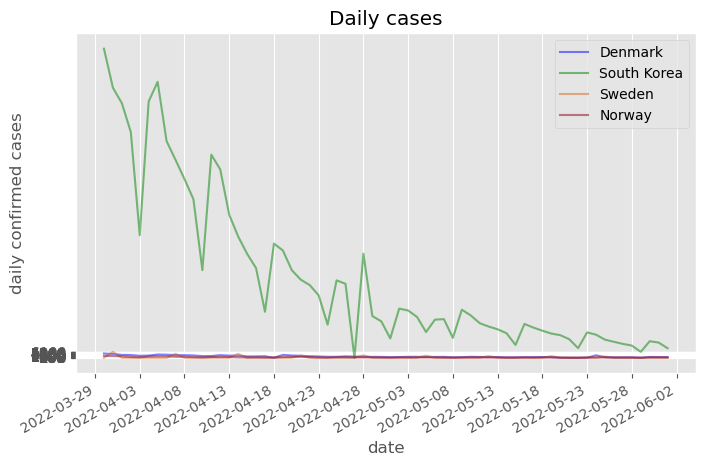 Daily cases
Denmark
South Korea
Sweden
Norway
daily confirmed cases
2022-03-29
2022-04-03
2022-04-08
2022-04-13
2022-04-18
2022-04-23
2022-04-28
2022-05-03
2022-05-08
2022-05-13
2022-05-18
2022-05-23
2022-05-28
2022-06-02
date